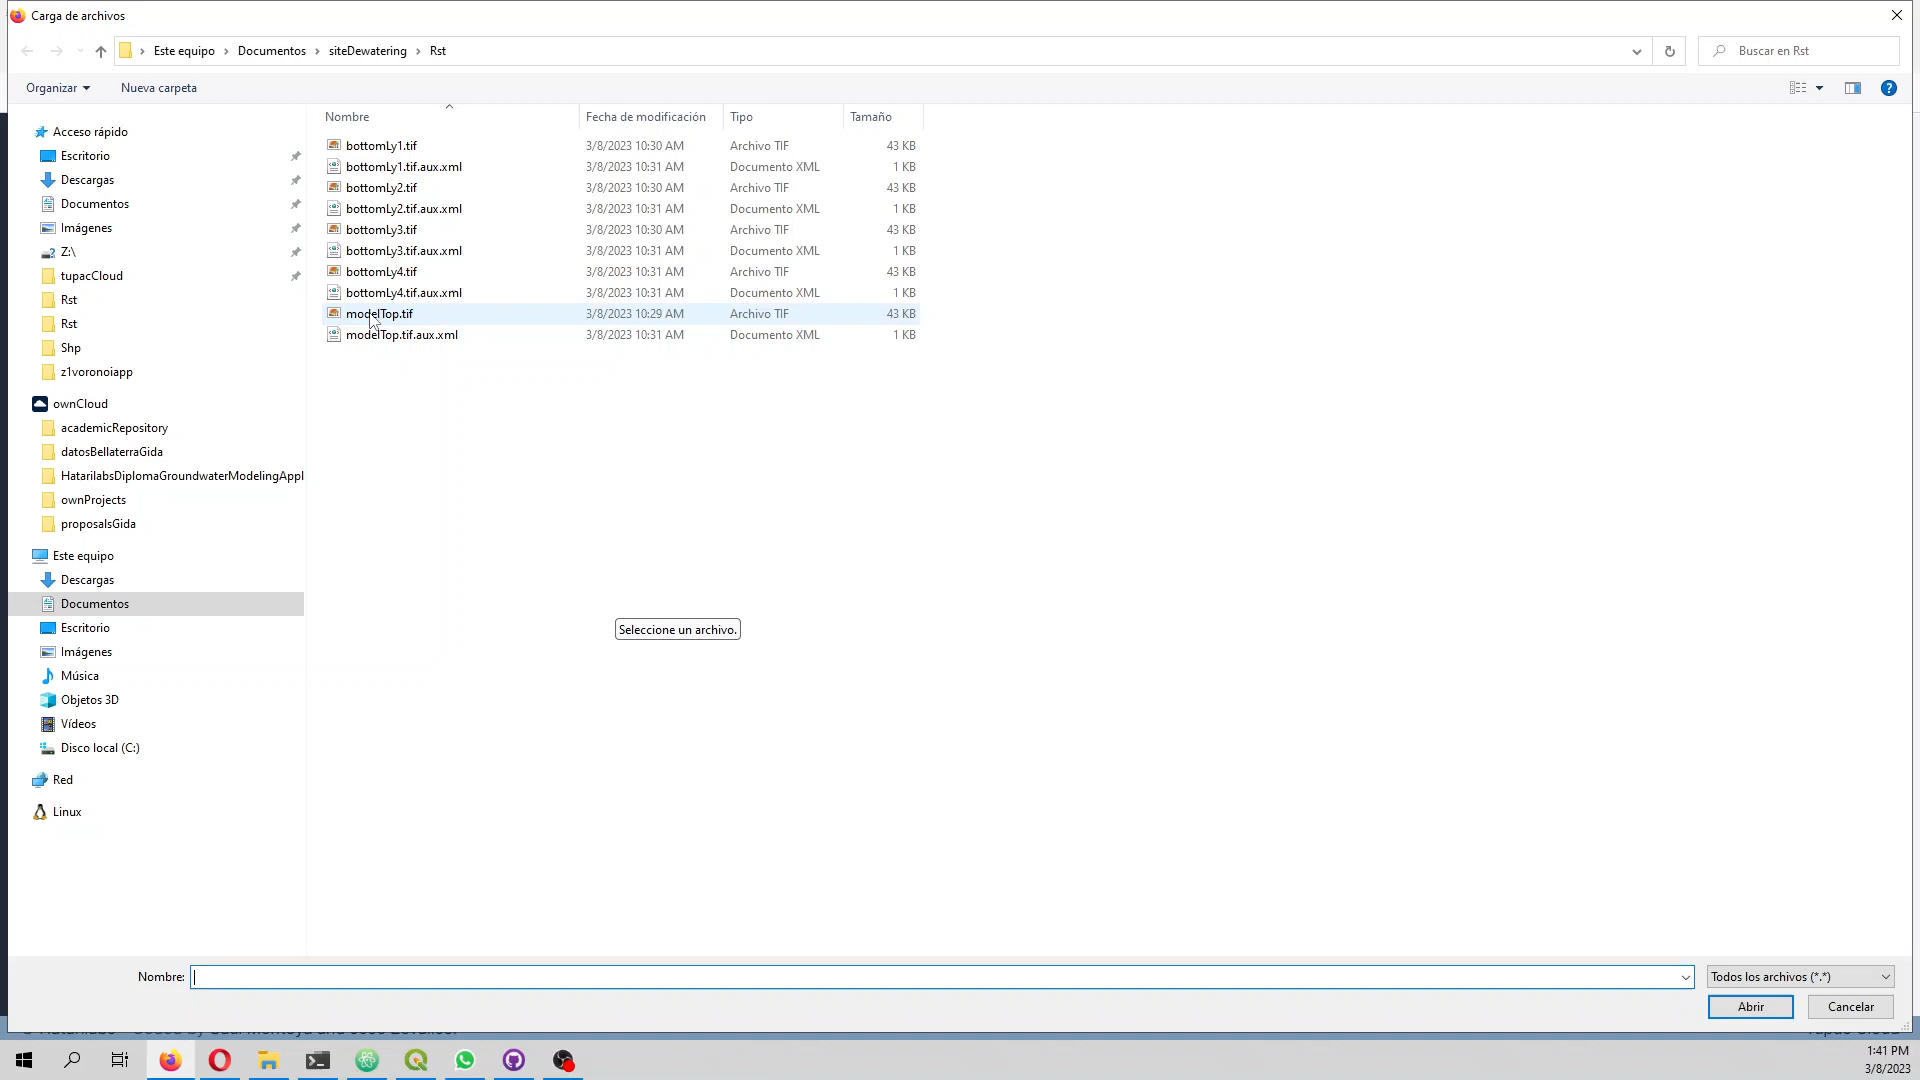 Carga de archivos
Este equipo > Documentos > siteDewatering > Rst
Buscar en Rst
Organizar
Nueva carpeta
Acceso rápido
Escritorio
Descargas
Documentos
Imágenes
Z:\
tupacCloud
Rst
Rst
Shp
z1voronoiapp
ownCloud
academicRepository
datosBellaterraGida
HatarilabsDiplomaGroundwaterModelingAppl
ownProjects
proposalsGida
Este equipo
Descargas
Documentos
Escritorio
Imágenes
Música
Objetos 3D
Vídeos
Disco local (C:)
Red
Linux
Nombre Fecha de modificación Tipo Tamaño
bottomLy1.tif 3/8/2023 10:30 AM Archivo TIF 43 KB
bottomLy1.tif.aux.xml 3/8/2023 10:31 AM Documento XML 1 KB
bottomLy2.tif 3/8/2023 10:30 AM Archivo TIF 43 KB
bottomLy2.tif.aux.xml 3/8/2023 10:31 AM Documento XML 1 KB
bottomLy3.tif 3/8/2023 10:30 AM Archivo TIF 43 KB
bottomLy3.tif.aux.xml 3/8/2023 10:31 AM Documento XML 1 KB
bottomLy4.tif 3/8/2023 10:31 AM Archivo TIF 43 KB
bottomLy4.tif.aux.xml 3/8/2023 10:31 AM Documento XML 1 KB
modelTop.tif 3/8/2023 10:29 AM Archivo TIF 43 KB
modelTop.tif.aux.xml 3/8/2023 10:31 AM Documento XML 1 KB
Seleccione un archivo.
Nombre:
Todos los archivos (*.*)
Abrir
Cancelar
1:41 PM
3/8/2023